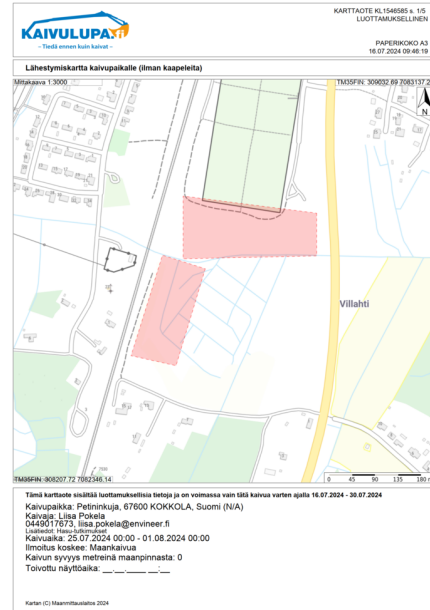 KARTTAOTE KL1546585 s. 1/5
LUOTTAMUKSELLINEN
KAIVULUPA.fi
– Tiedä ennen kuin kaivat –
PAPERIKOKO A3
16.07.2024 09:46:19
Lähestymiskartta kaivupaikalle (ilman kaapeleita)
Mittakaava 1:3000
TM35FIN: 309032.69 7083137.2
N
Villahti
TM35FIN: 308207.72 7082346.14
0 45 90 135 180
Tämä karttaote sisältää luottamuksellisia tietoja ja on voimassa vain tätä kaivua varten ajalla 16.07.2024 - 30.07.2024
Kaivupaikka: Petininkuja, 67600 KOKKOLA, Suomi (N/A)
Kaivaja: Liisa Pokela
0449017673, liisa.pokela@envineer.fi
Lisätiedot: Hasu-tutkimukset
Kaivuaika: 25.07.2024 00:00 - 01.08.2024 00:00
Ilmoitus koskee: Maankaivua
Kaivun syvyys metreinä maanpinnasta: 0
Toivottu näyttöaika: __.__.____ __:__
Kartan (C) Maanmittauslaitos 2024